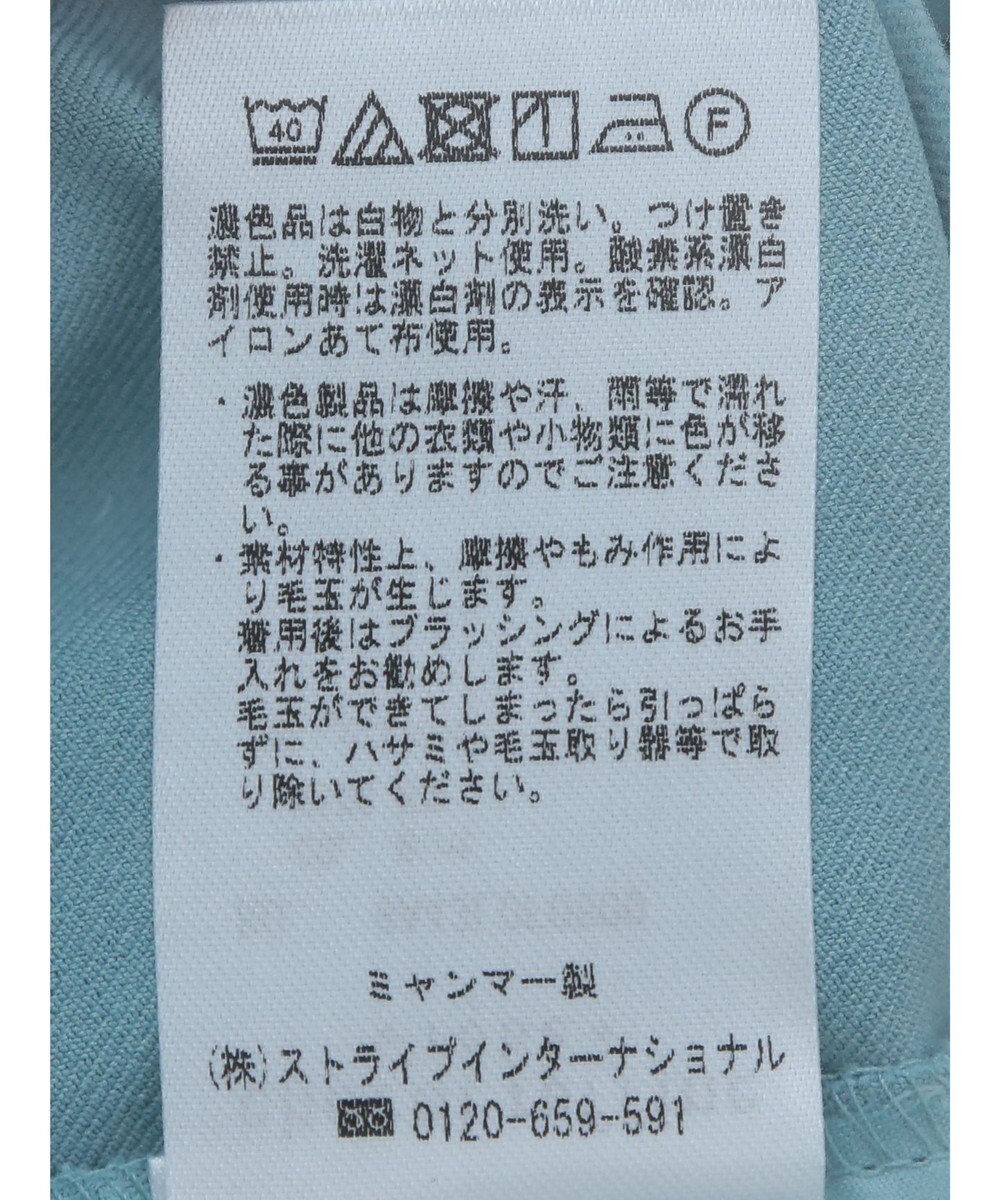 40
F
濃色品は白物と分別洗い。つけ置き
禁止。洗濯ネット使用。酸素系漂白
剤使用時は漂白剤の表示を確認。ア
イロンあて布使用。
・濃色製品は摩擦や汗、雨等で濡れ
た際に他の衣類や小物類に色が移
る事がありますのでご注意くださ
い。
・素材特性上、摩擦やもみ作用によ
り毛玉が生じます。
着用後はブラッシングによるお手
入れをお勧めします。
毛玉ができてしまったら引っぱら
ずに、ハサミや毛玉取り器等で取
り除いてください。
ミャンマー製
(株)ストライプインターナショナル
0120-659-591